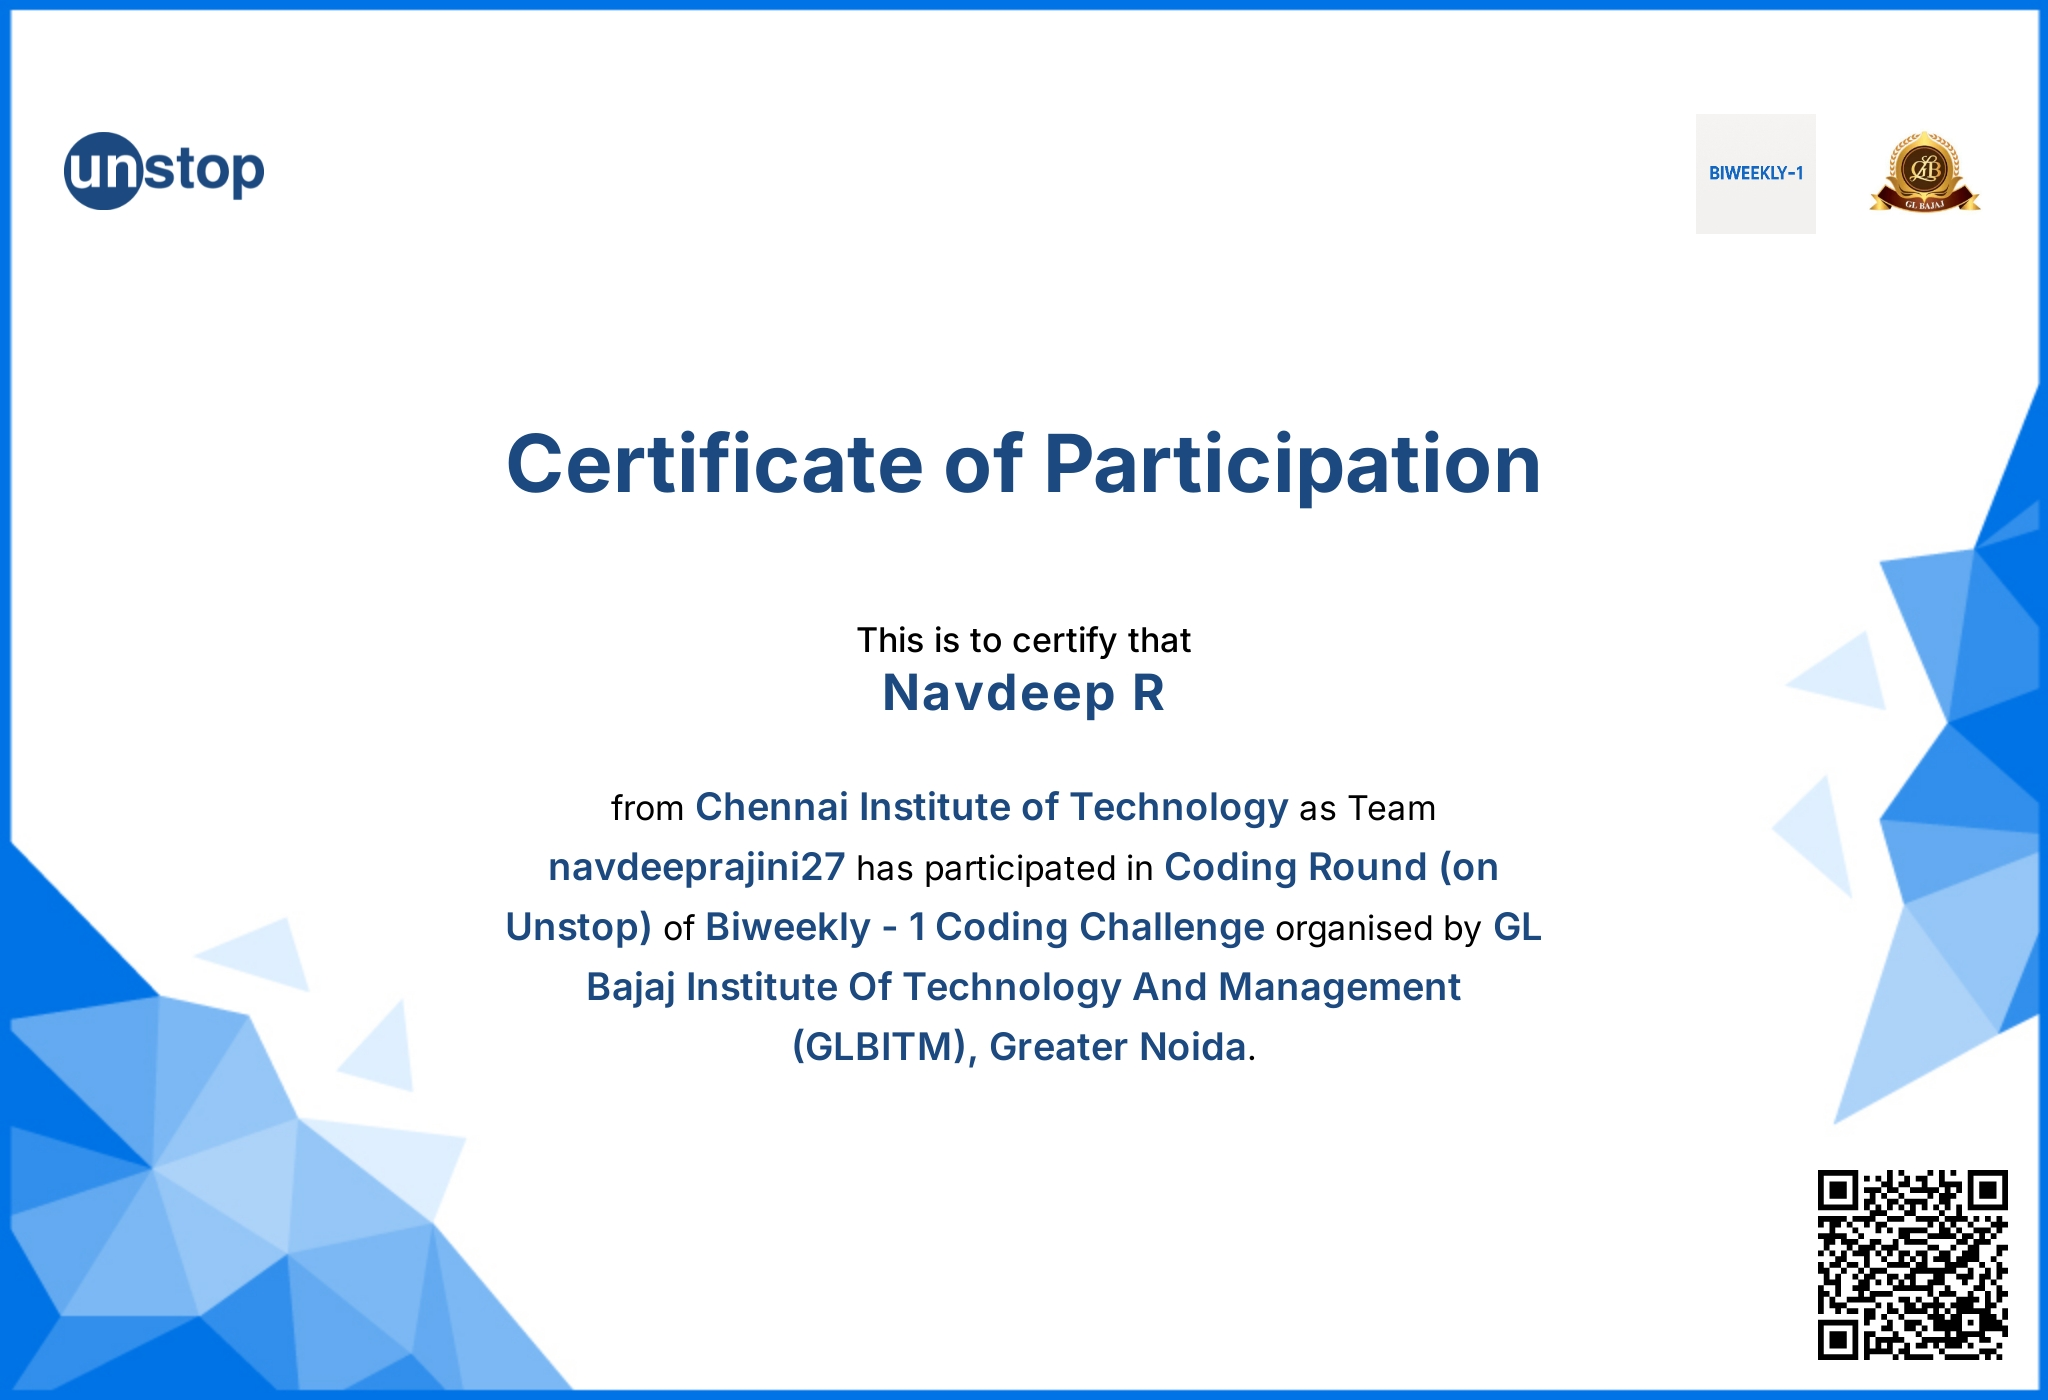 unstop
BIWEEKLY-1
GLB
GL BAJAJ
Certificate of Participation
This is to certify that
Navdeep R
from Chennai Institute of Technology as Team
navdeeprajini27 has participated in Coding Round (on
Unstop) of Biweekly - 1 Coding Challenge organised by GL
Bajaj Institute Of Technology And Management
(GLBITM), Greater Noida.